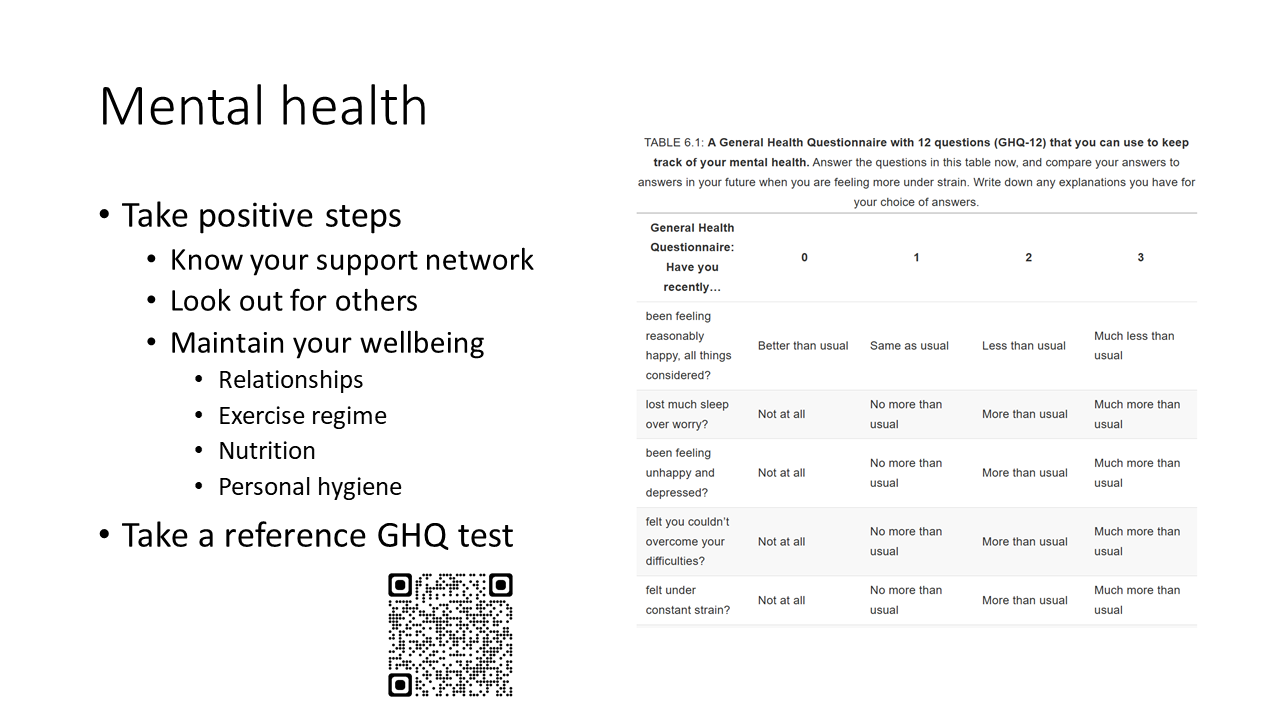 Mental health
• Take positive steps
• Know your support network
• Look out for others
• Maintain your wellbeing
• Relationships
• Exercise regime
• Nutrition
• Personal hygiene
• Take a reference GHQ test
TABLE 6.1: A General Health Questionnaire with 12 questions (GHQ-12) that you can use to keep
track of your mental health. Answer the questions in this table now, and compare your answers to
answers in your future when you are feeling more under strain. Write down any explanations you have for
your choice of answers.
General Health
Questionnaire:
Have you
recently…
0
1
2
3
been feeling
reasonably
happy, all things
considered?
Better than usual
Same as usual
Less than usual
Much less than
usual
lost much sleep
over worry?
Not at all
No more than
usual
More than usual
Much more than
usual
been feeling
unhappy and
depressed?
Not at all
No more than
usual
More than usual
Much more than
usual
felt you couldn’t
overcome your
difficulties?
Not at all
No more than
usual
More than usual
Much more than
usual
felt under
constant strain?
Not at all
No more than
usual
More than usual
Much more than
usual